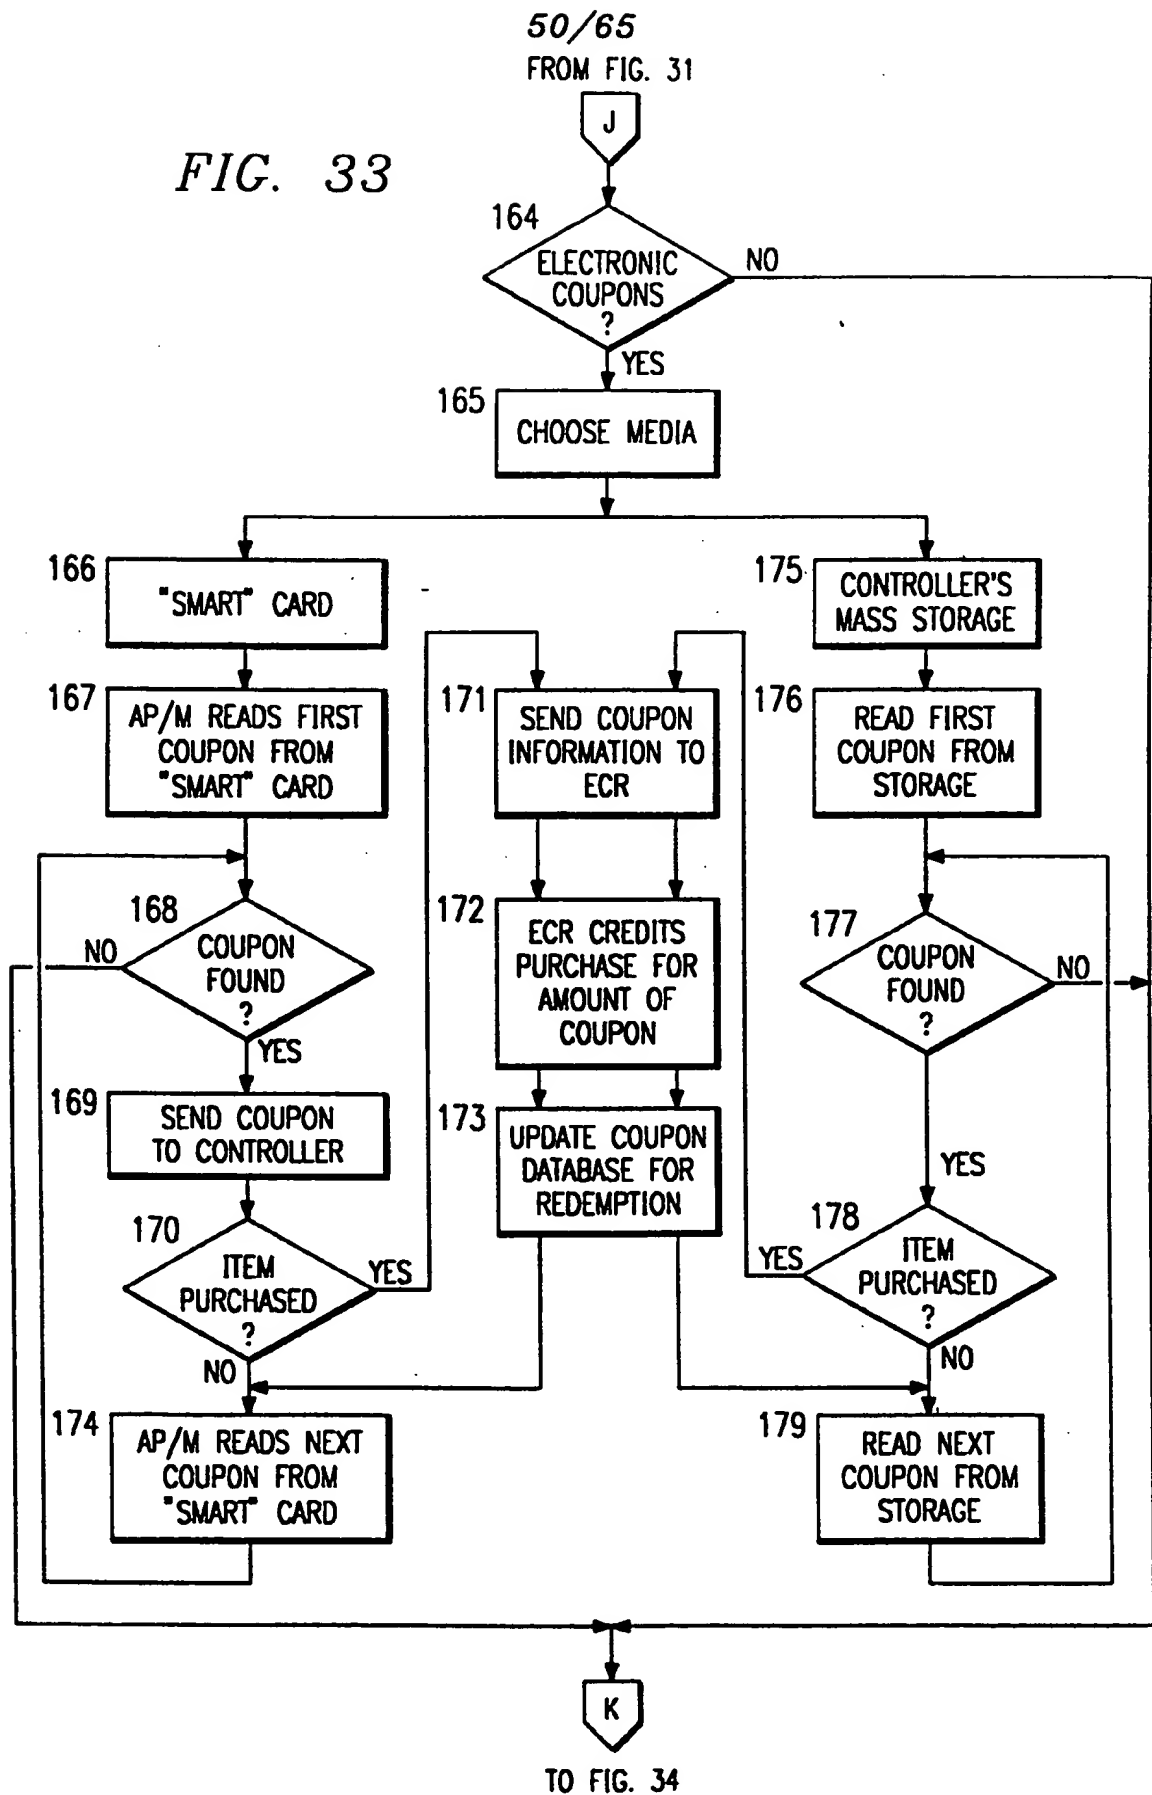 50/65
FROM FIG. 31
J
FIG. 33
164
ELECTRONIC
COUPONS
?
NO
YES
165
CHOOSE MEDIA
166
"SMART" CARD
175
CONTROLLER'S
MASS STORAGE
167
AP/M READS FIRST
COUPON FROM
"SMART" CARD
171
SEND COUPON
INFORMATION TO
ECR
176
READ FIRST
COUPON FROM
STORAGE
168
COUPON
FOUND
?
NO
YES
172
ECR CREDITS
PURCHASE FOR
AMOUNT OF
COUPON
177
COUPON
FOUND
?
NO
YES
169
SEND COUPON
TO CONTROLLER
173
UPDATE COUPON
DATABASE FOR
REDEMPTION
170
ITEM
PURCHASED
?
YES
NO
178
ITEM
PURCHASED
?
YES
NO
174
AP/M READS NEXT
COUPON FROM
"SMART" CARD
179
READ NEXT
COUPON FROM
STORAGE
K
TO FIG. 34